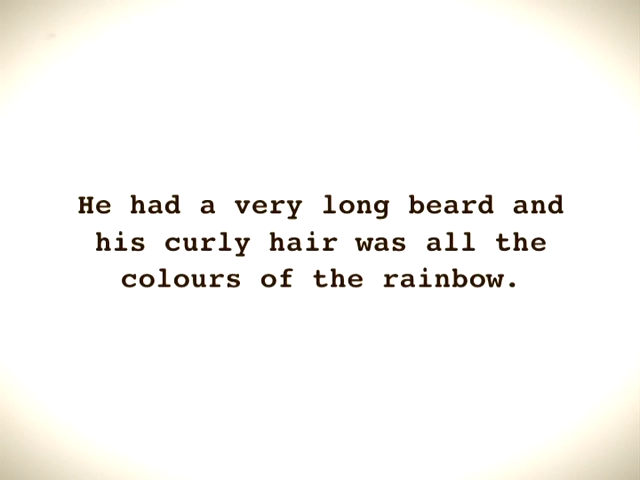 He had a very long beard and
his curly hair was all the
colours of the rainbow.